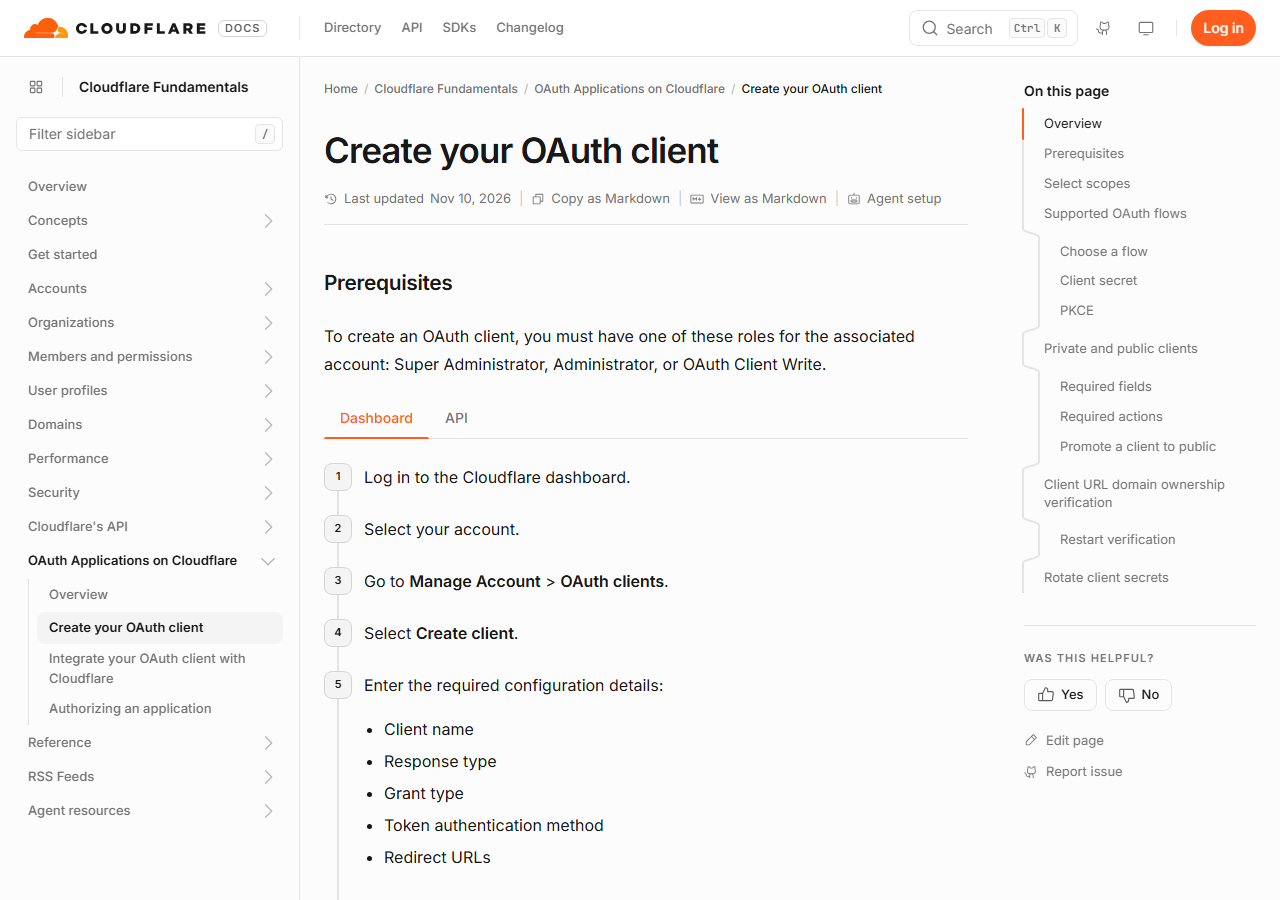 CLOUDFLARE DOCS
Directory API SDKs Changelog
Search Ctrl K
Log in
Cloudflare Fundamentals
Filter sidebar /
Overview
Concepts
Get started
Accounts
Organizations
Members and permissions
User profiles
Domains
Performance
Security
Cloudflare's API
OAuth Applications on Cloudflare
Overview
Create your OAuth client
Integrate your OAuth client with
Cloudflare
Authorizing an application
Reference
RSS Feeds
Agent resources
Home / Cloudflare Fundamentals / OAuth Applications on Cloudflare / Create your OAuth client
Create your OAuth client
Last updated Nov 10, 2026 | Copy as Markdown | View as Markdown | Agent setup
Prerequisites
To create an OAuth client, you must have one of these roles for the associated
account: Super Administrator, Administrator, or OAuth Client Write.
Dashboard API
1 Log in to the Cloudflare dashboard.
2 Select your account.
3 Go to Manage Account > OAuth clients.
4 Select Create client.
5 Enter the required configuration details:
• Client name
• Response type
• Grant type
• Token authentication method
• Redirect URLs
On this page
Overview
Prerequisites
Select scopes
Supported OAuth flows
Choose a flow
Client secret
PKCE
Private and public clients
Required fields
Required actions
Promote a client to public
Client URL domain ownership
verification
Restart verification
Rotate client secrets
WAS THIS HELPFUL?
Yes No
Edit page
Report issue